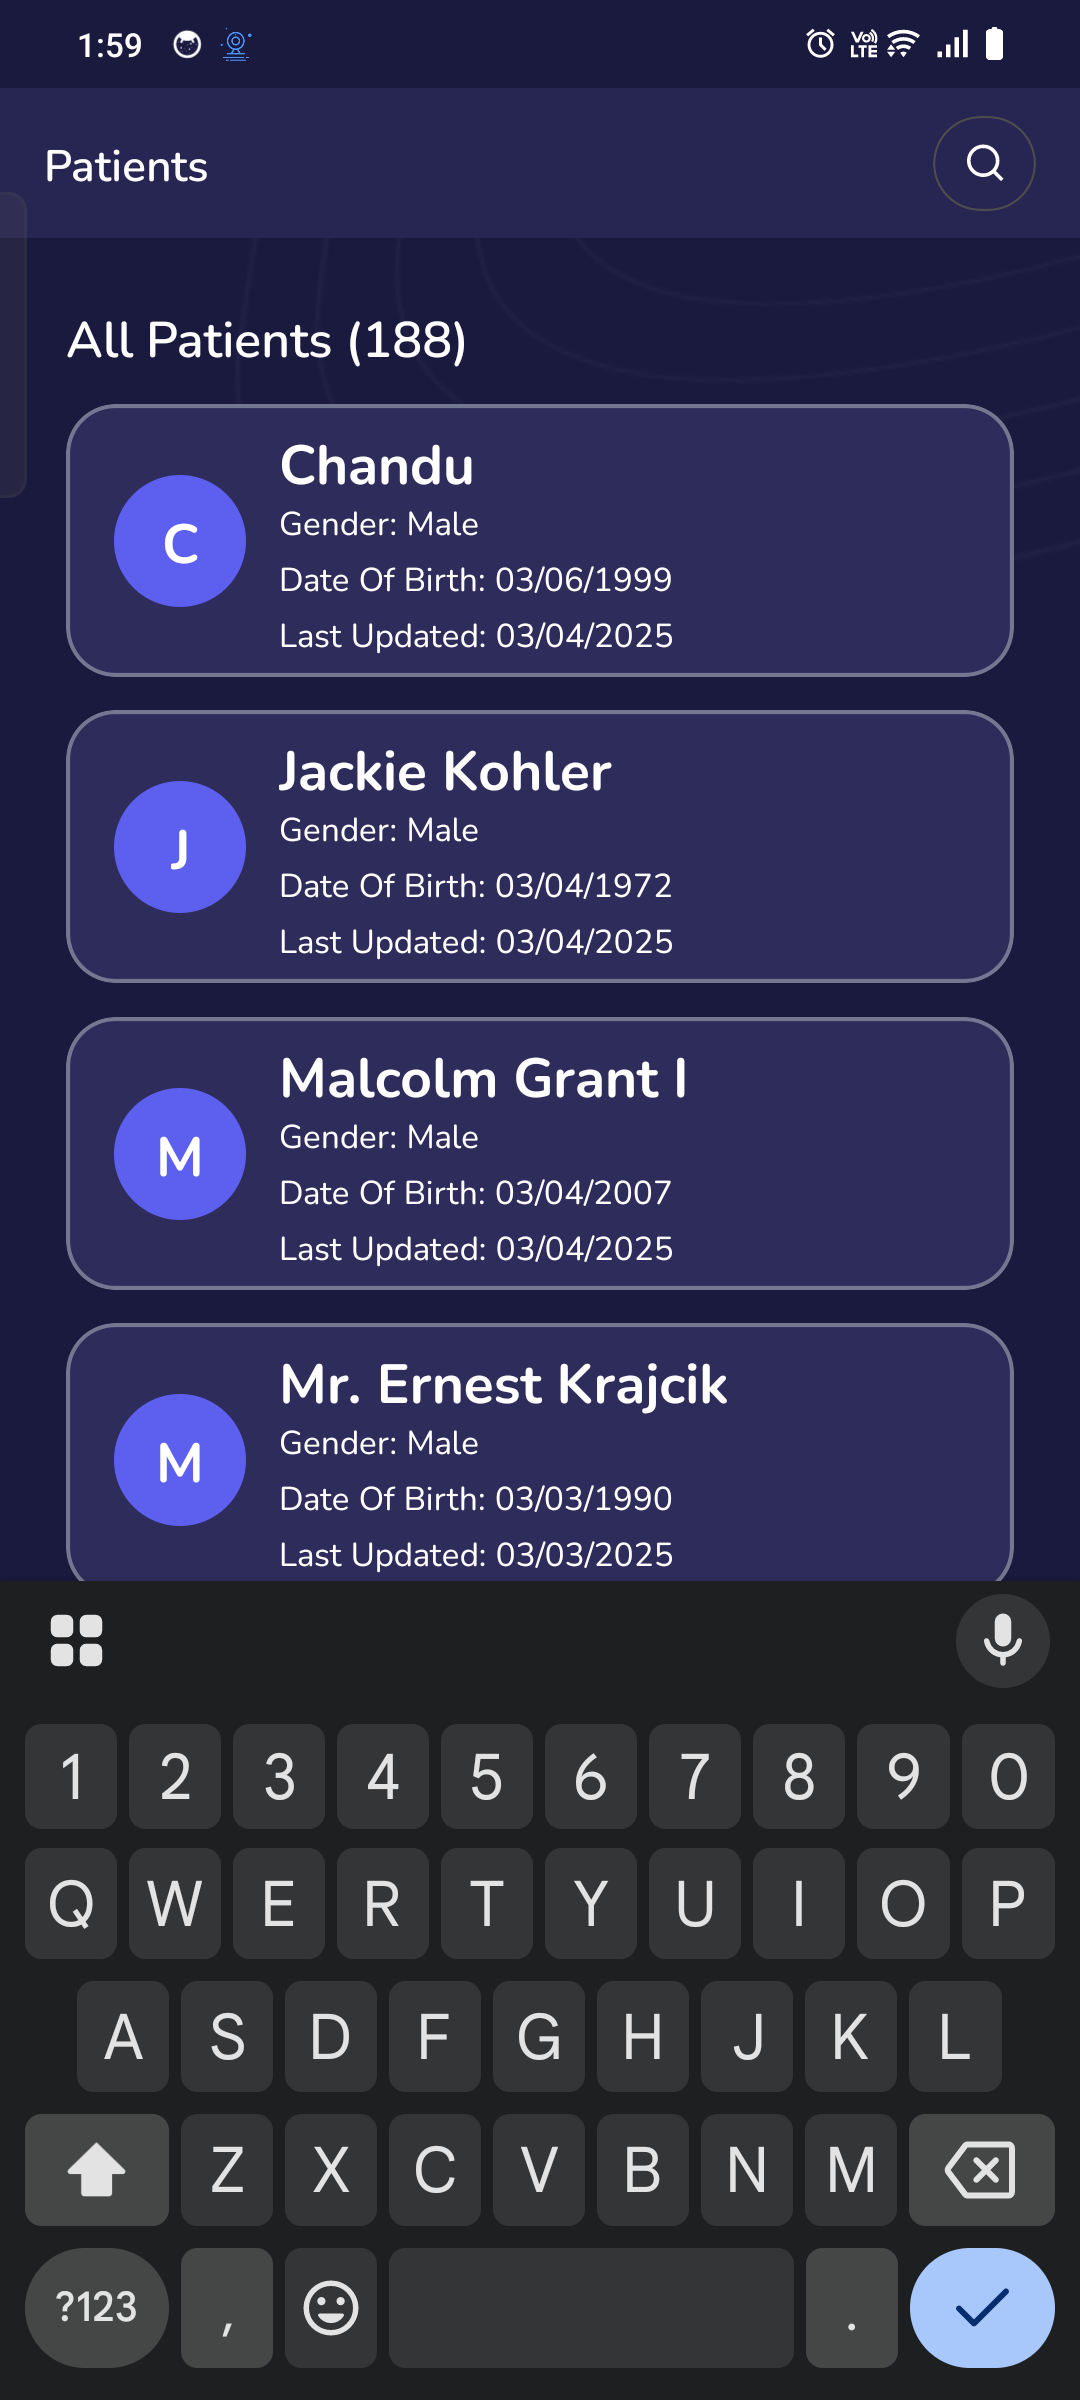 1:59
Vo) LTE
Patients
All Patients (188)
C
Chandu
Gender: Male
Date Of Birth: 03/06/1999
Last Updated: 03/04/2025
J
Jackie Kohler
Gender: Male
Date Of Birth: 03/04/1972
Last Updated: 03/04/2025
M
Malcolm Grant I
Gender: Male
Date Of Birth: 03/04/2007
Last Updated: 03/04/2025
M
Mr. Ernest Krajcik
Gender: Male
Date Of Birth: 03/03/1990
Last Updated: 03/03/2025
1 2 3 4 5 6 7 8 9 0
Q W E R T Y U I O P
A S D F G H J K L
Z X C V B N M
?123 , .